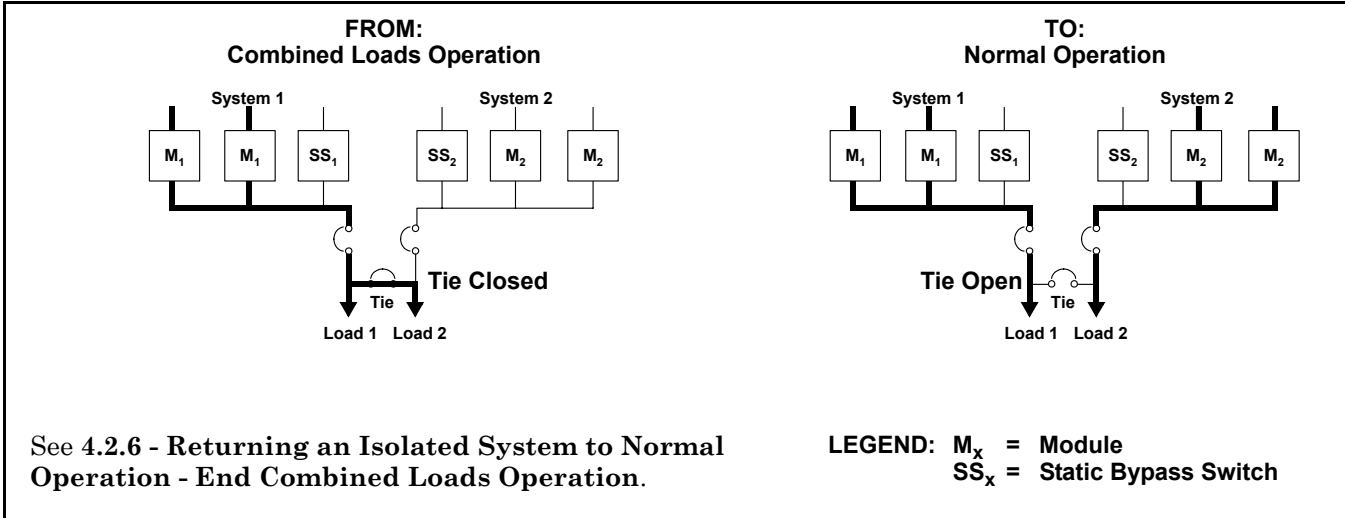 FROM:
Combined Loads Operation
System 1
System 2
M₁
M₁
SS₁
SS₂
M₂
M₂
Tie Closed
Tie
Load 1
Load 2
TO:
Normal Operation
System 1
System 2
M₁
M₁
SS₁
SS₂
M₂
M₂
Tie Open
Tie
Load 1
Load 2
See 4.2.6 - Returning an Isolated System to Normal
Operation - End Combined Loads Operation.
LEGEND: Mₓ = Module
SSₓ = Static Bypass Switch